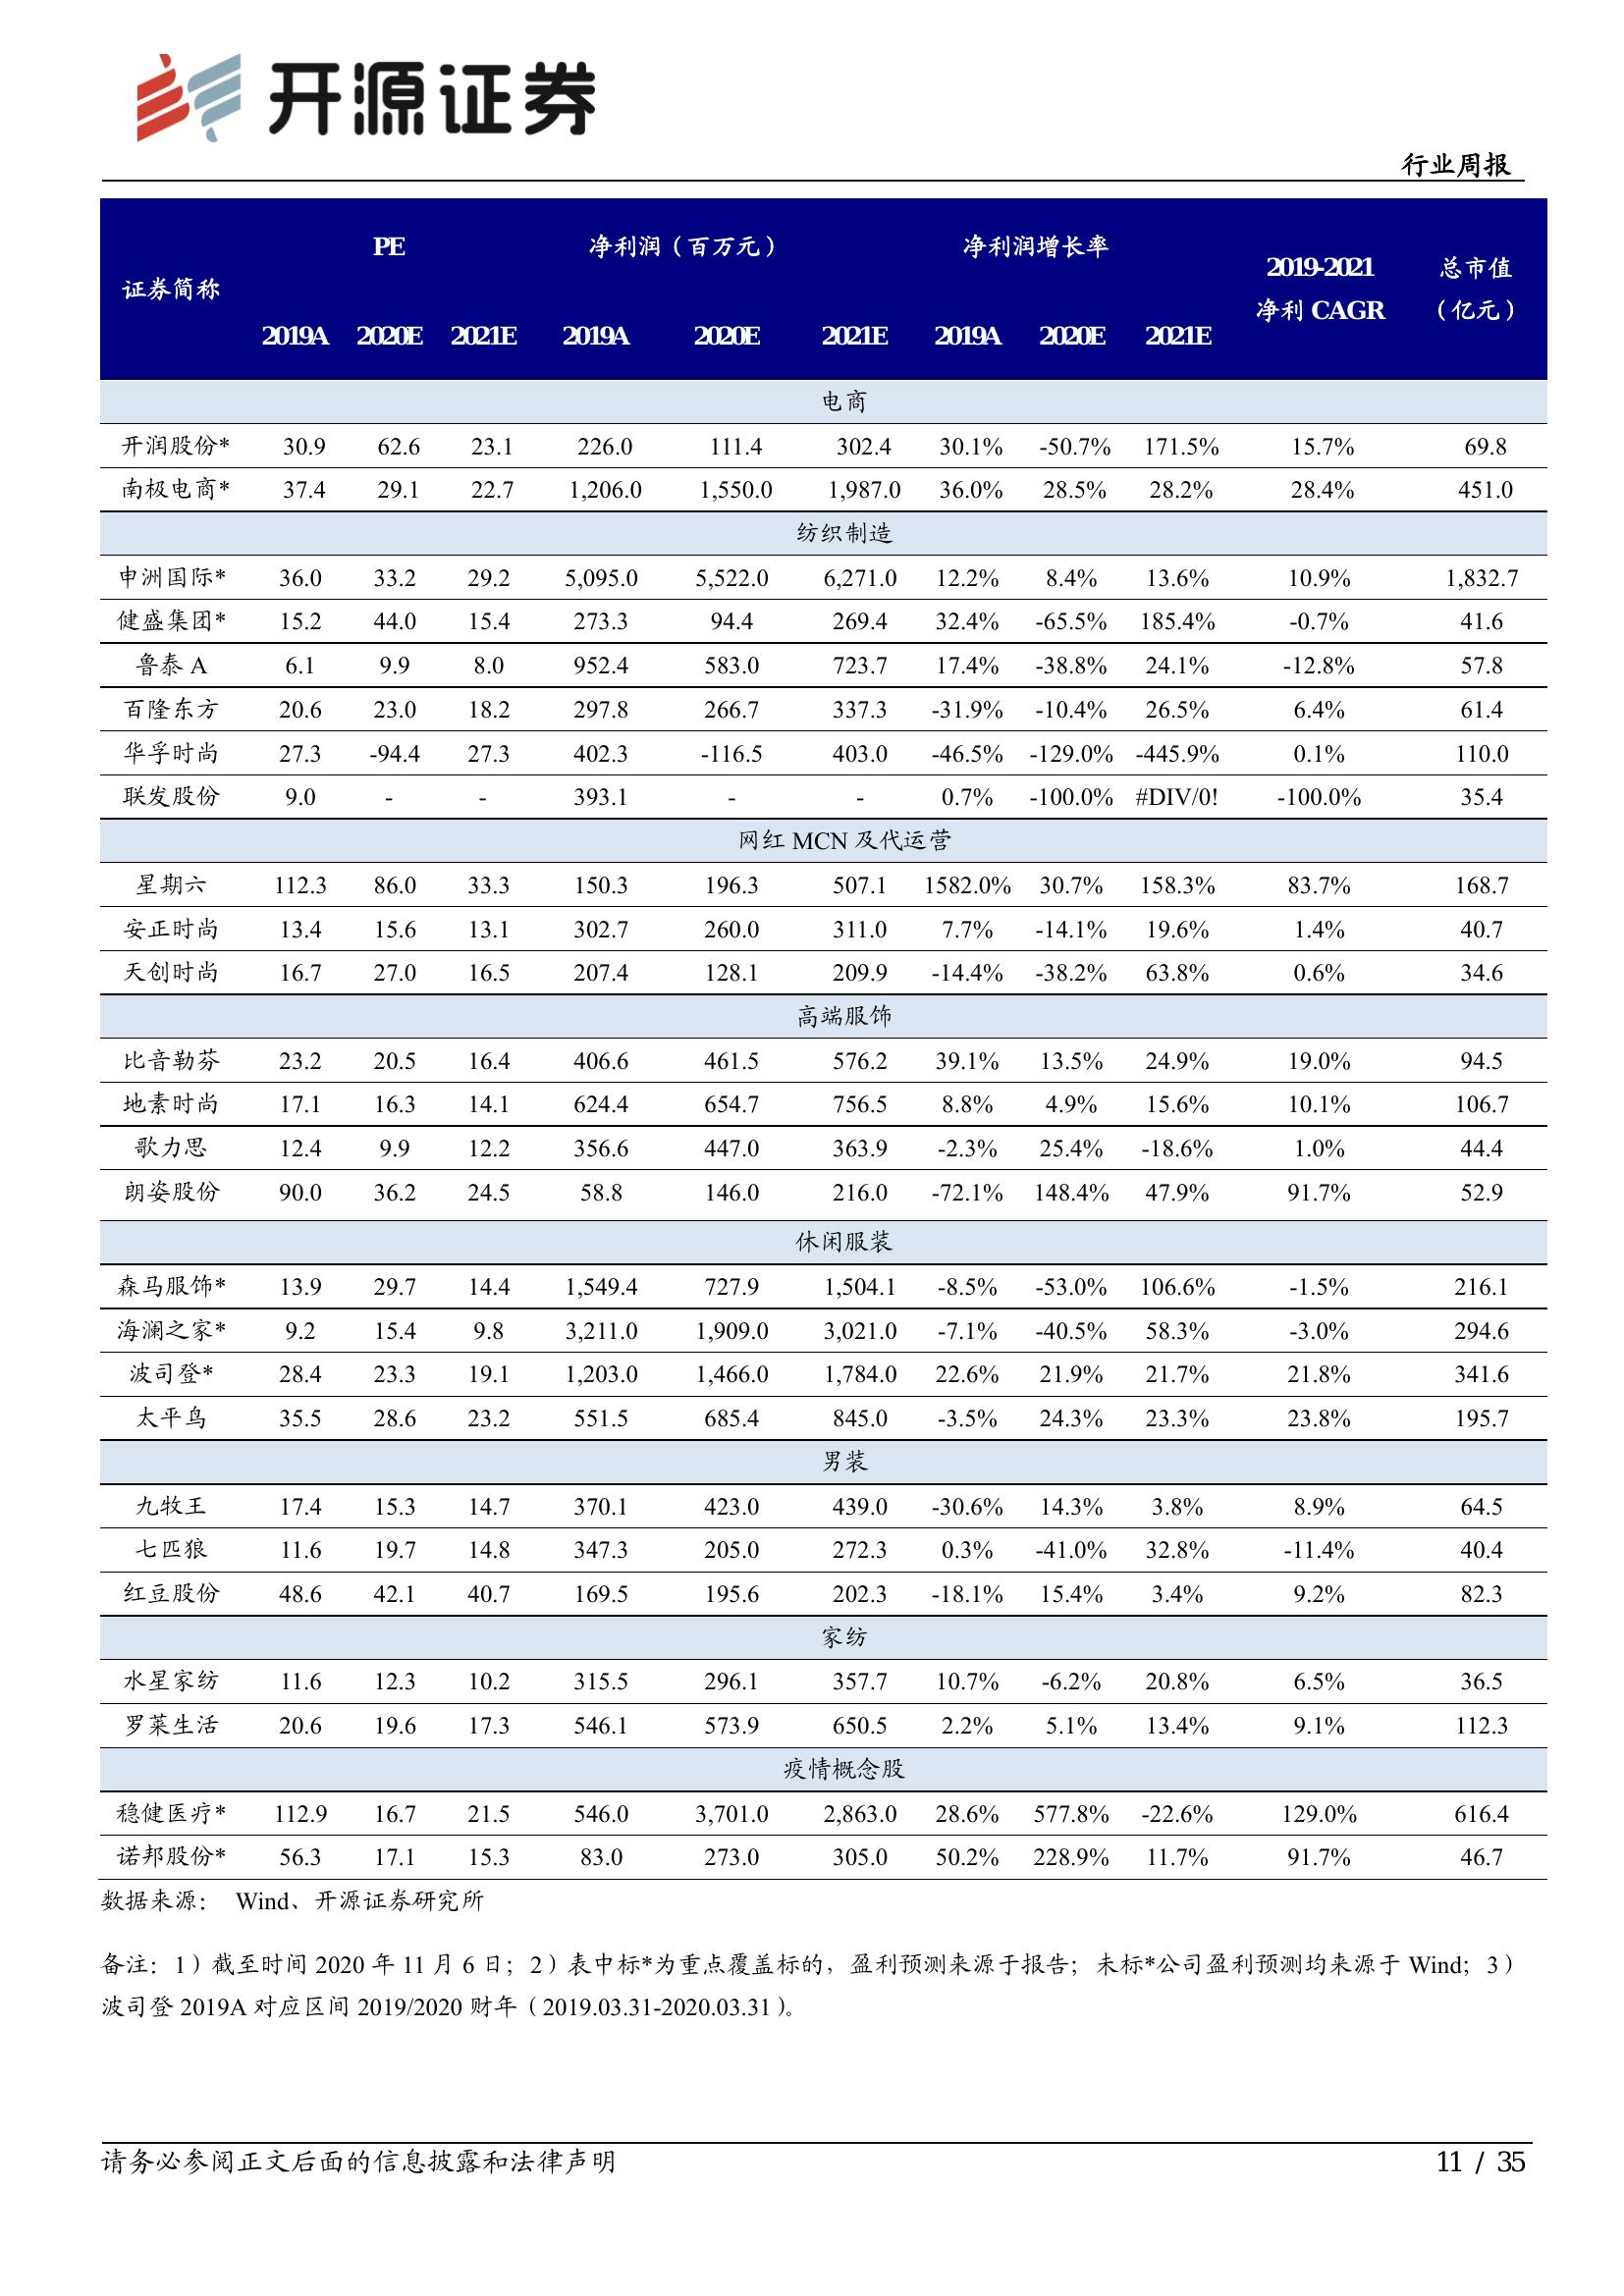 开源证券
行业周报
证券简称 PE 净利润（百万元） 净利润增长率 2019-2021 净利 CAGR 总市值（亿元）
2019A 2020E 2021E 2019A 2020E 2021E 2019A 2020E 2021E
电商
开润股份* 30.9 62.6 23.1 226.0 111.4 302.4 30.1% -50.7% 171.5% 15.7% 69.8
南极电商* 37.4 29.1 22.7 1,206.0 1,550.0 1,987.0 36.0% 28.5% 28.2% 28.4% 451.0
纺织制造
申洲国际* 36.0 33.2 29.2 5,095.0 5,522.0 6,271.0 12.2% 8.4% 13.6% 10.9% 1,832.7
健盛集团* 15.2 44.0 15.4 273.3 94.4 269.4 32.4% -65.5% 185.4% -0.7% 41.6
鲁泰 A 6.1 9.9 8.0 952.4 583.0 723.7 17.4% -38.8% 24.1% -12.8% 57.8
百隆东方 20.6 23.0 18.2 297.8 266.7 337.3 -31.9% -10.4% 26.5% 6.4% 61.4
华孚时尚 27.3 -94.4 27.3 402.3 -116.5 403.0 -46.5% -129.0% -445.9% 0.1% 110.0
联发股份 9.0 - - 393.1 - - 0.7% -100.0% #DIV/0! -100.0% 35.4
网红 MCN 及代运营
星期六 112.3 86.0 33.3 150.3 196.3 507.1 1582.0% 30.7% 158.3% 83.7% 168.7
安正时尚 13.4 15.6 13.1 302.7 260.0 311.0 7.7% -14.1% 19.6% 1.4% 40.7
天创时尚 16.7 27.0 16.5 207.4 128.1 209.9 -14.4% -38.2% 63.8% 0.6% 34.6
高端服饰
比音勒芬 23.2 20.5 16.4 406.6 461.5 576.2 39.1% 13.5% 24.9% 19.0% 94.5
地素时尚 17.1 16.3 14.1 624.4 654.7 756.5 8.8% 4.9% 15.6% 10.1% 106.7
歌力思 12.4 9.9 12.2 356.6 447.0 363.9 -2.3% 25.4% -18.6% 1.0% 44.4
朗姿股份 90.0 36.2 24.5 58.8 146.0 216.0 -72.1% 148.4% 47.9% 91.7% 52.9
休闲服装
森马服饰* 13.9 29.7 14.4 1,549.4 727.9 1,504.1 -8.5% -53.0% 106.6% -1.5% 216.1
海澜之家* 9.2 15.4 9.8 3,211.0 1,909.0 3,021.0 -7.1% -40.5% 58.3% -3.0% 294.6
波司登* 28.4 23.3 19.1 1,203.0 1,466.0 1,784.0 22.6% 21.9% 21.7% 21.8% 341.6
太平鸟 35.5 28.6 23.2 551.5 685.4 845.0 -3.5% 24.3% 23.3% 23.8% 195.7
男装
九牧王 17.4 15.3 14.7 370.1 423.0 439.0 -30.6% 14.3% 3.8% 8.9% 64.5
七匹狼 11.6 19.7 14.8 347.3 205.0 272.3 0.3% -41.0% 32.8% -11.4% 40.4
红豆股份 48.6 42.1 40.7 169.5 195.6 202.3 -18.1% 15.4% 3.4% 9.2% 82.3
家纺
水星家纺 11.6 12.3 10.2 315.5 296.1 357.7 10.7% -6.2% 20.8% 6.5% 36.5
罗莱生活 20.6 19.6 17.3 546.1 573.9 650.5 2.2% 5.1% 13.4% 9.1% 112.3
疫情概念股
稳健医疗* 112.9 16.7 21.5 546.0 3,701.0 2,863.0 28.6% 577.8% -22.6% 129.0% 616.4
诺邦股份* 56.3 17.1 15.3 83.0 273.0 305.0 50.2% 228.9% 11.7% 91.7% 46.7
数据来源： Wind、开源证券研究所
备注：1）截至时间 2020 年 11 月 6 日；2）表中标*为重点覆盖标的，盈利预测来源于报告；未标*公司盈利预测均来源于 Wind；3）
波司登 2019A 对应区间 2019/2020 财年（2019.03.31-2020.03.31）。
请务必参阅正文后面的信息披露和法律声明
11 / 35